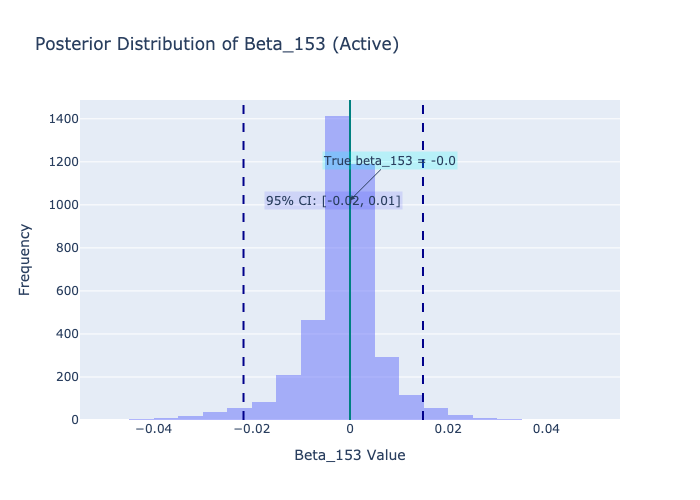 Posterior Distribution of Beta_153 (Active)
1400
1200
1000
800
600
400
200
0
Frequency
True beta_153 = -0.0
95% CI: [-0.02, 0.01]
−0.04
−0.02
0
0.02
0.04
Beta_153 Value